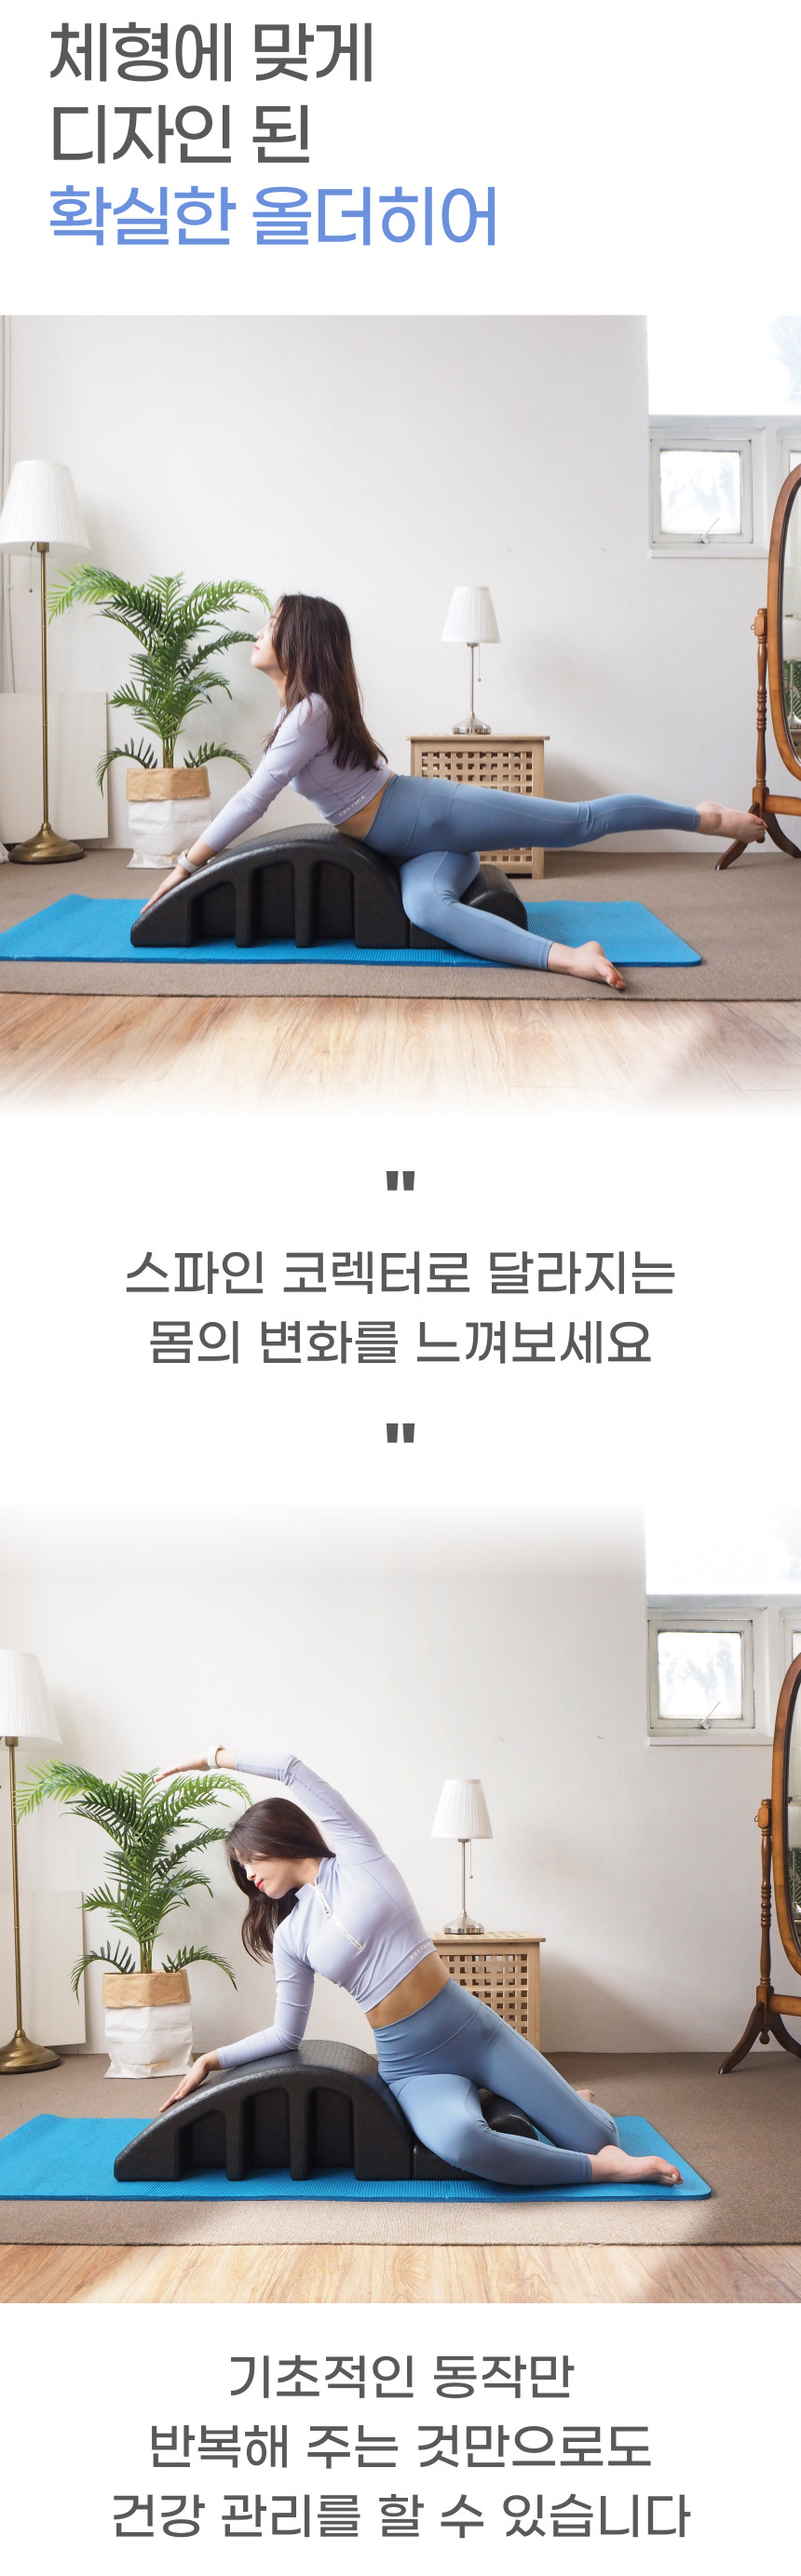 체형에 맞게
디자인 된
확실한 올더히어
"
스파인 코렉터로 달라지는
몸의 변화를 느껴보세요
"
기초적인 동작만
반복해 주는 것만으로도
건강 관리를 할 수 있습니다